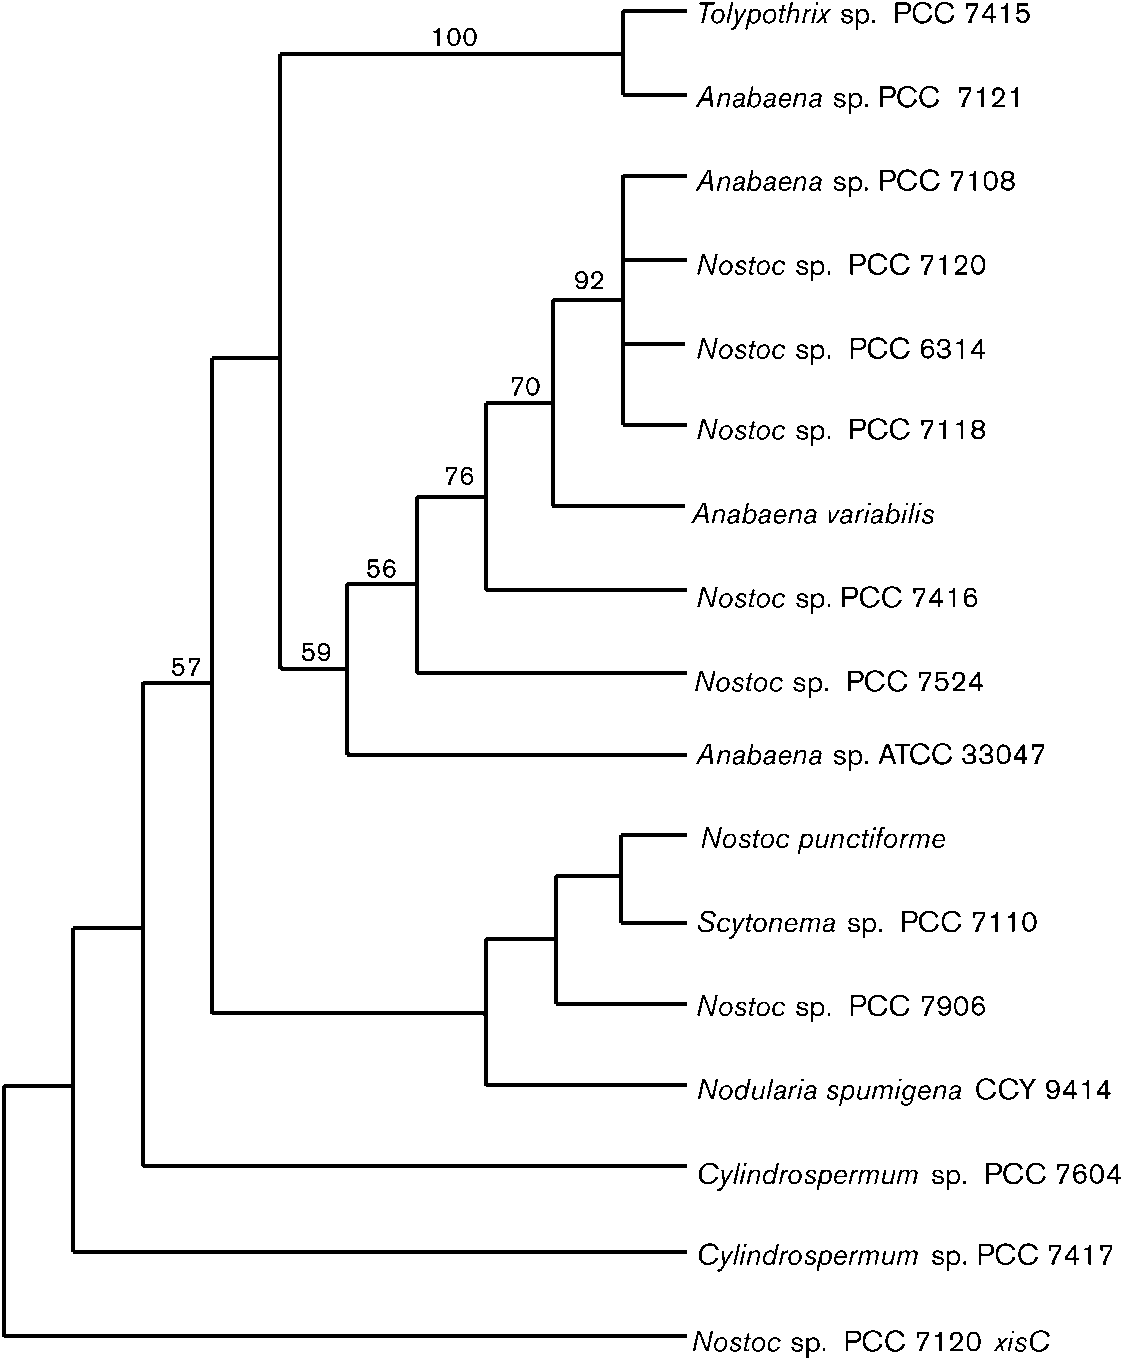 100
Tolypothrix sp. PCC 7415
Anabaena sp. PCC 7121
Anabaena sp. PCC 7108
Nostoc sp. PCC 7120
92
Nostoc sp. PCC 6314
70
Nostoc sp. PCC 7118
76
Anabaena variabilis
56
Nostoc sp. PCC 7416
59
57
Nostoc sp. PCC 7524
Anabaena sp. ATCC 33047
Nostoc punctiforme
Scytonema sp. PCC 7110
Nostoc sp. PCC 7906
Nodularia spumigena CCY 9414
Cylindrospermum sp. PCC 7604
Cylindrospermum sp. PCC 7417
Nostoc sp. PCC 7120 xisC